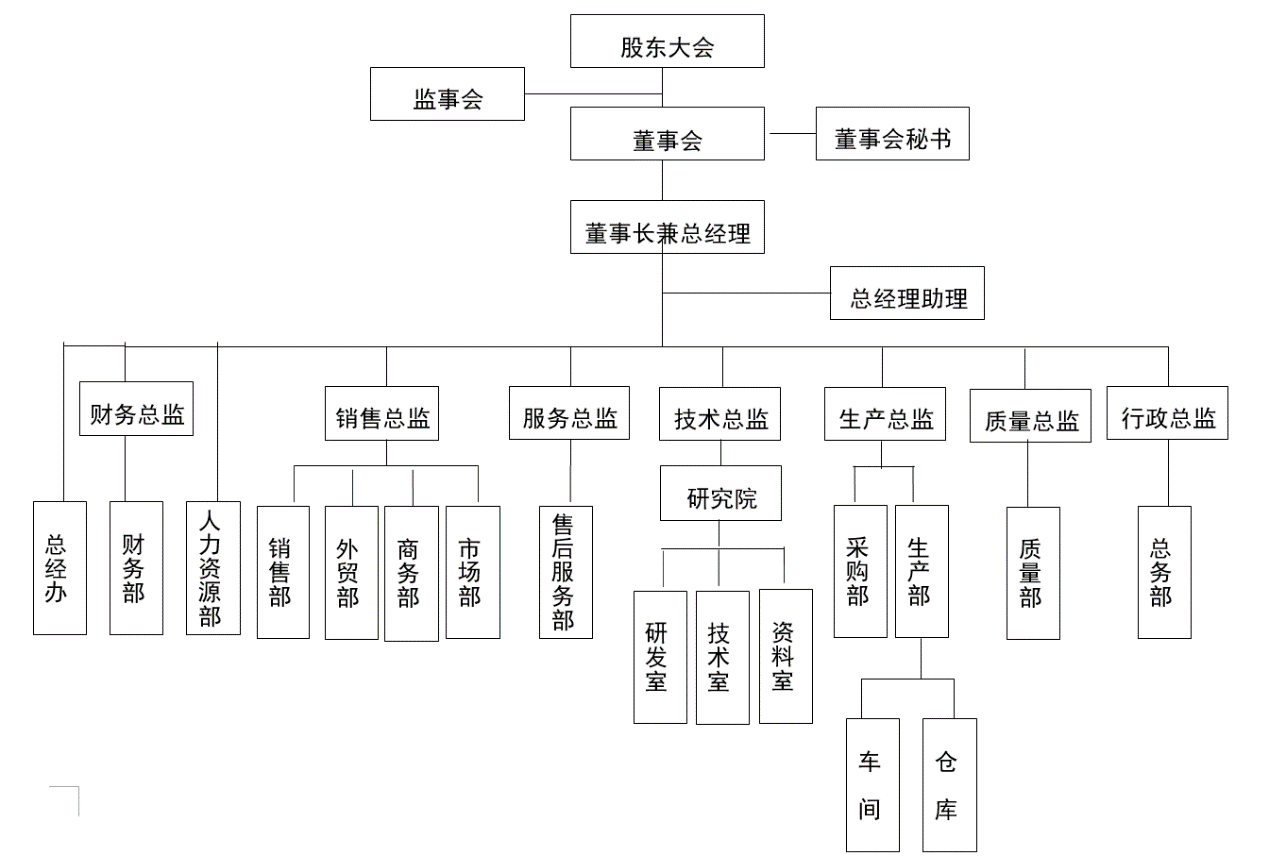 股东大会
监事会
董事会
董事会秘书
董事长兼总经理
总经理助理
财务总监
销售总监
服务总监
技术总监
生产总监
质量总监
行政总监
研究院
总经办
财务部
人力资源部
销售部
外贸部
商务部
市场部
售后服务部
采购部
生产部
质量部
总务部
研发室
技术室
资料室
车间
仓库